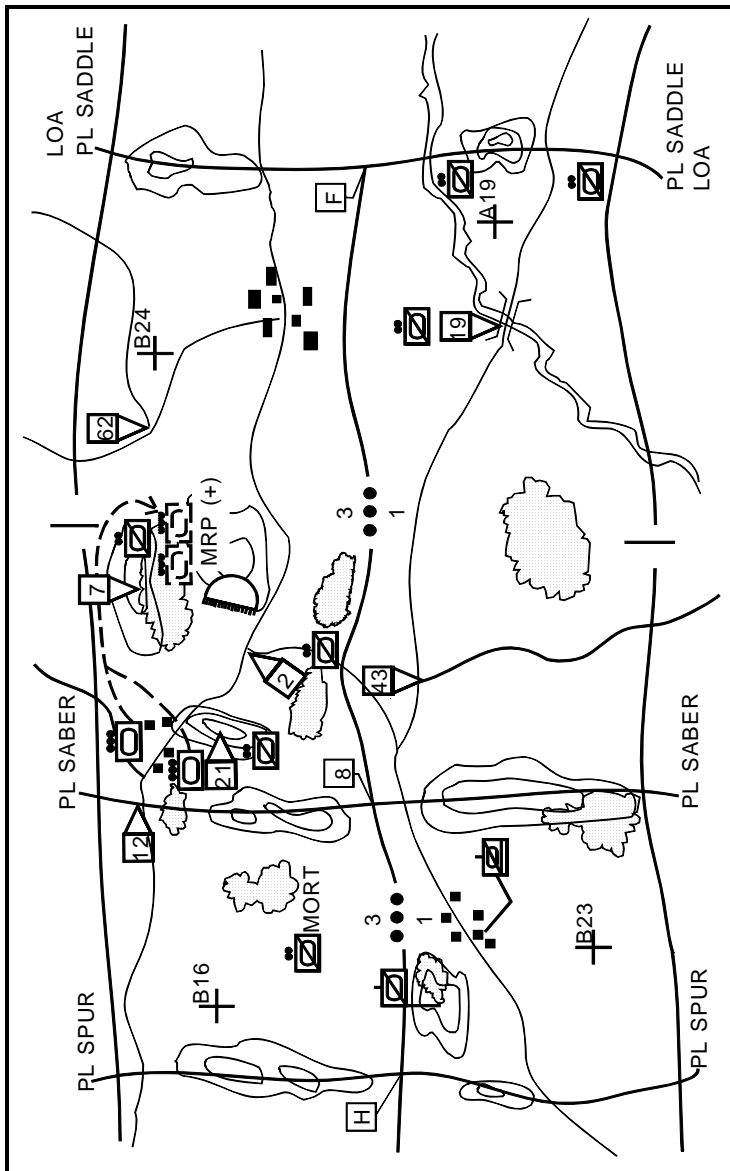 LOA
PL SADDLE
PL SADDLE
LOA
F
A19
B24
19
62
3
1
MRP (+)
7
2
43
PL SABER
PL SABER
21
8
12
MORT
3
1
B23
B16
PL SPUR
PL SPUR
H